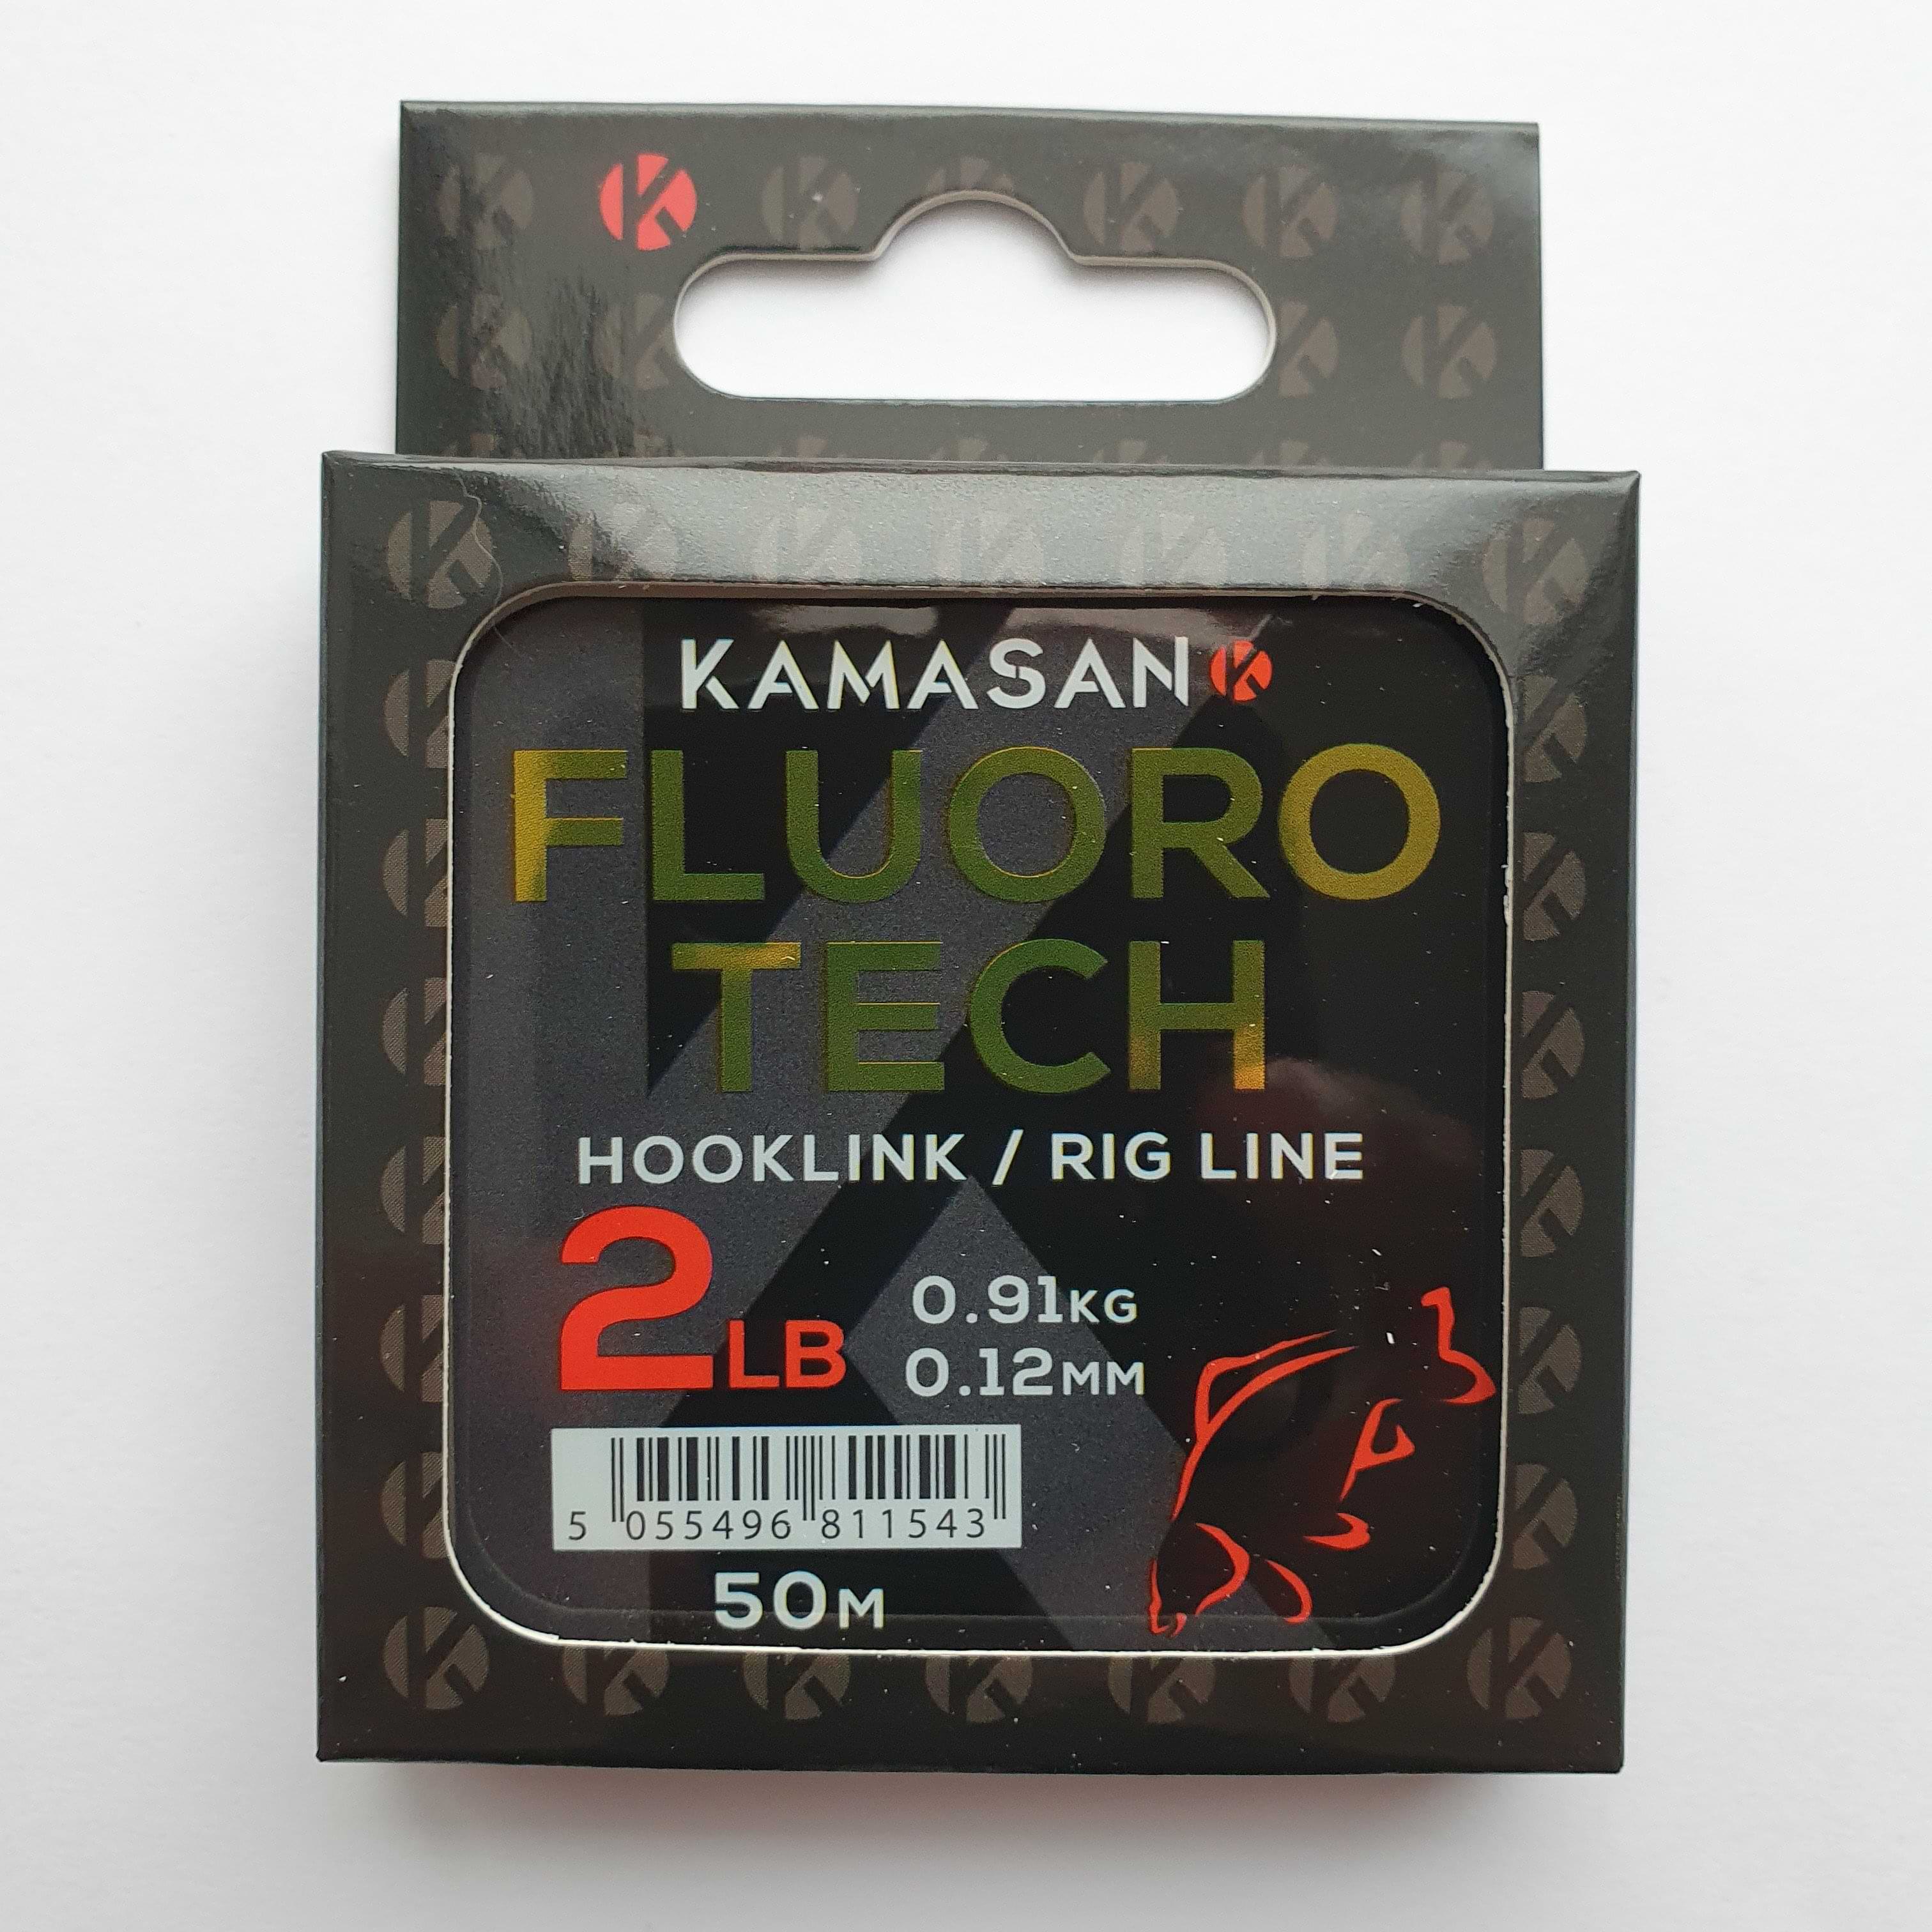 KAMASAN
FLUORO
TECH
HOOKLINK / RIG LINE
2LB
0.91KG
0.12MM
5 055496 811543
50M